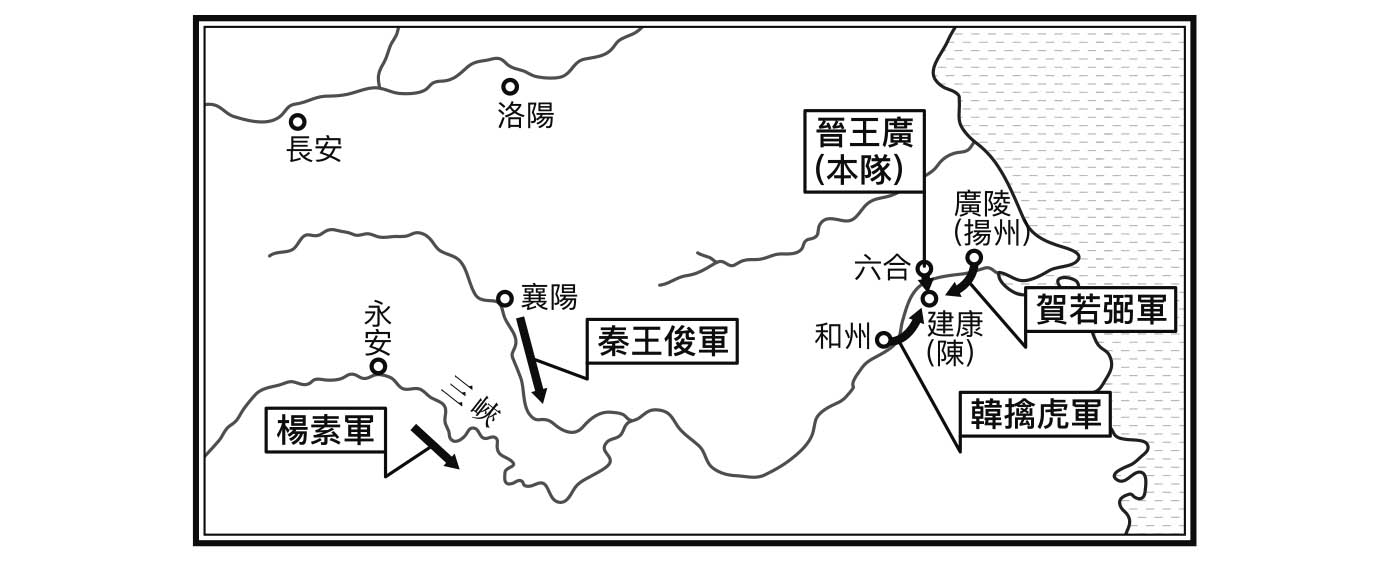 洛陽
長安
晉王廣
(本隊)
廣陵
(揚州)
六合
賀若弼軍
建康
(陳)
和州
襄陽
秦王俊軍
永安
三峽
韓擒虎軍
楊素軍